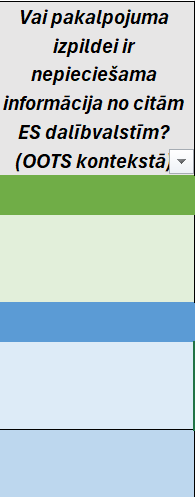 Vai pakalpojuma
izpildei ir
nepieciešama
informācija no citām
ES dalībvalstīm?
(OOTS kontekstā)